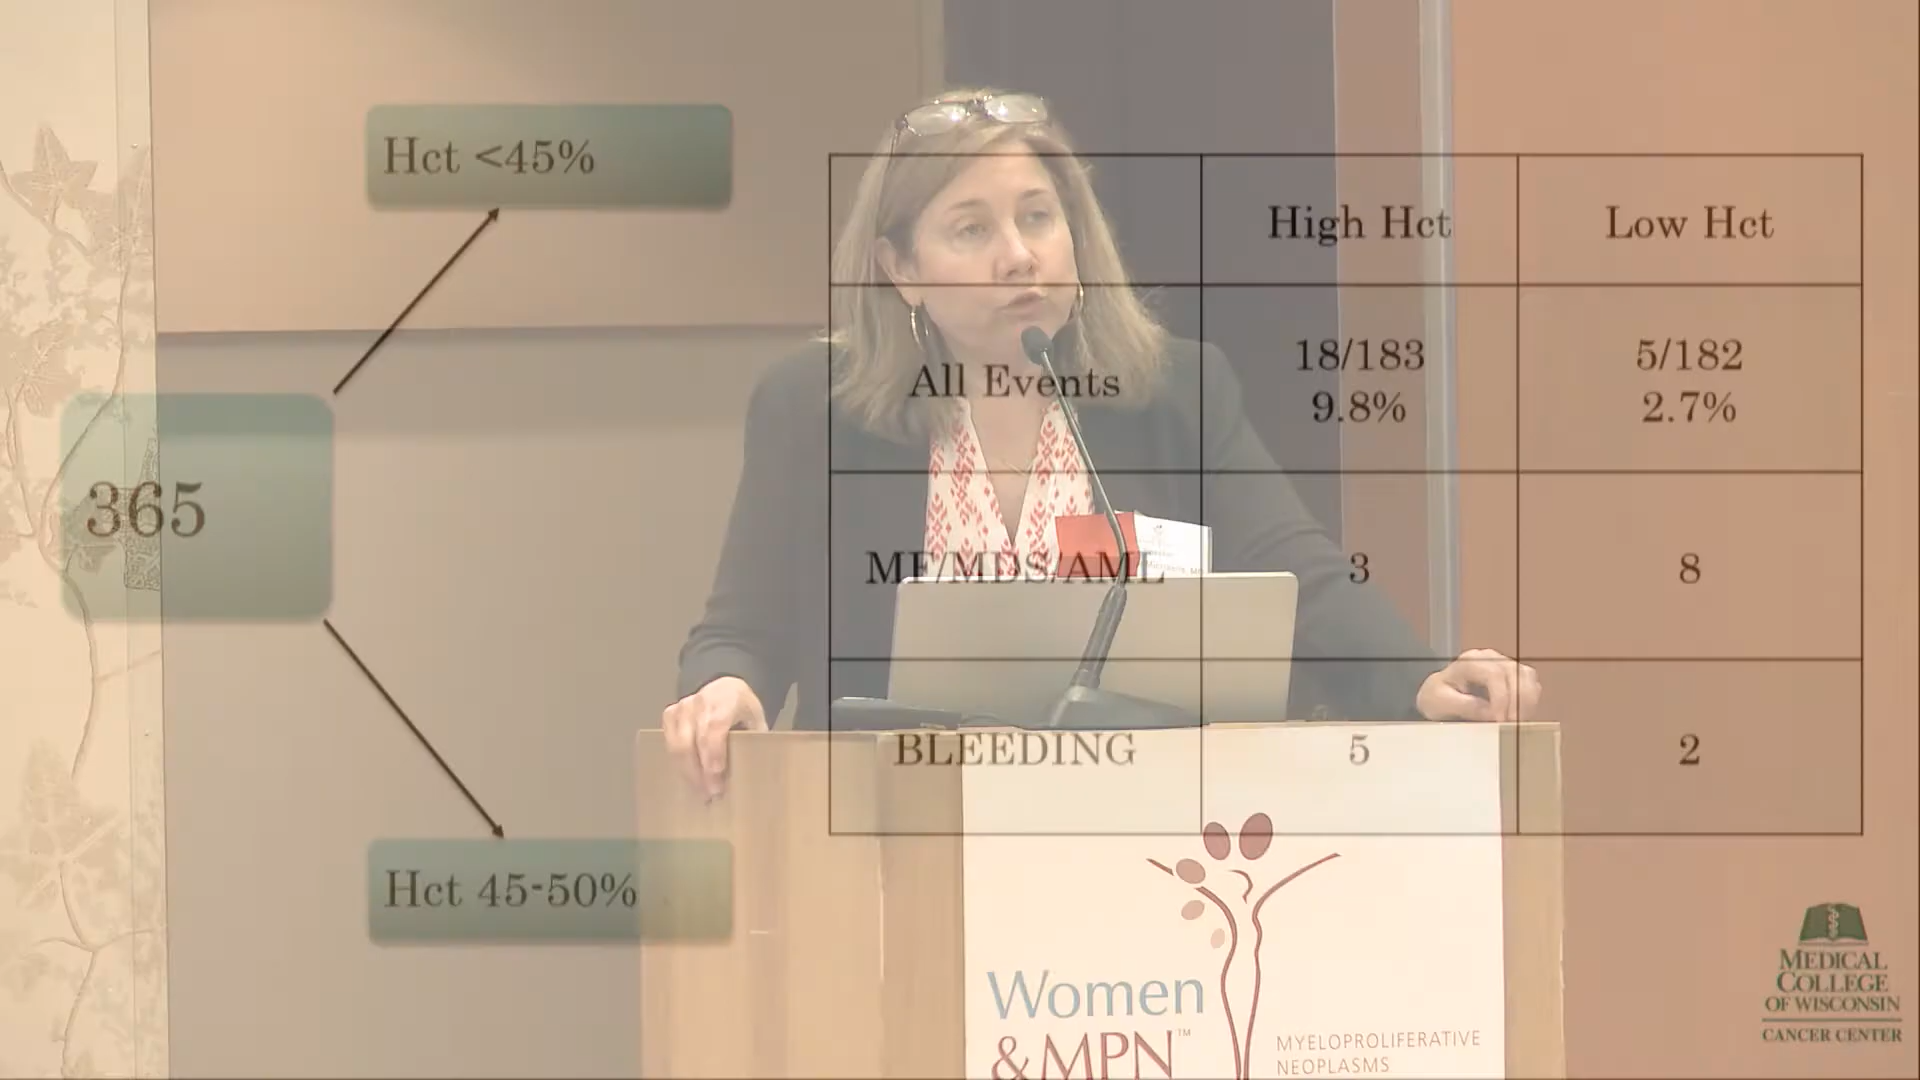 Hct <45%
365
Hct 45-50%
High Hct
Low Hct
All Events
18/183
9.8%
5/182
2.7%
MF/MDS/AML
3
8
BLEEDING
5
2
Women
&MPN™
MYELOPROLIFERATIVE
NEOPLASMS
MEDICAL
COLLEGE
OF WISCONSIN
CANCER CENTER